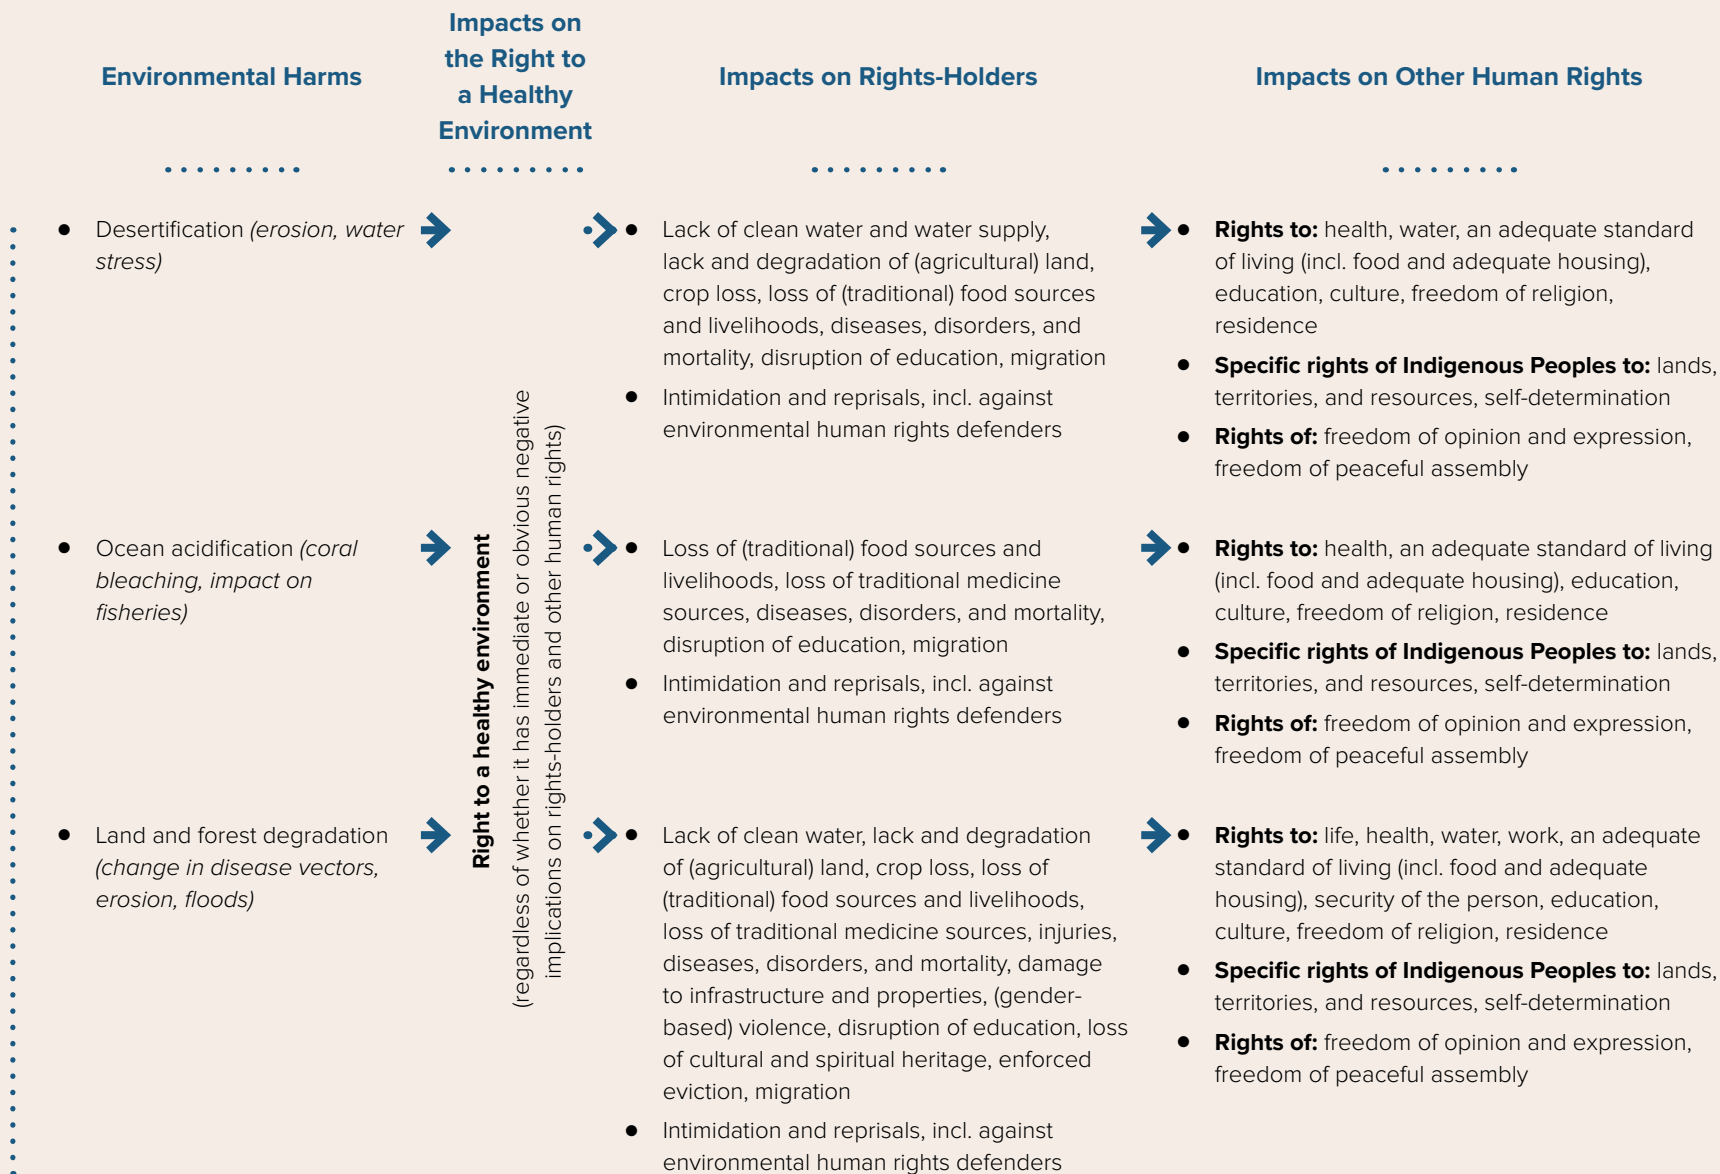 Environmental Harms
Impacts on
the Right to
a Healthy
Environment
Impacts on Rights-Holders
Impacts on Other Human Rights
● Desertification (erosion, water
stress)
Right to a healthy environment
(regardless of whether it has immediate or obvious negative
implications on rights-holders and other human rights)
● Lack of clean water and water supply,
lack and degradation of (agricultural) land,
crop loss, loss of (traditional) food sources
and livelihoods, diseases, disorders, and
mortality, disruption of education, migration
● Intimidation and reprisals, incl. against
environmental human rights defenders
● Rights to: health, water, an adequate standard
of living (incl. food and adequate housing),
education, culture, freedom of religion,
residence
● Specific rights of Indigenous Peoples to: lands,
territories, and resources, self-determination
● Rights of: freedom of opinion and expression,
freedom of peaceful assembly
● Ocean acidification (coral
bleaching, impact on
fisheries)
● Loss of (traditional) food sources and
livelihoods, loss of traditional medicine
sources, diseases, disorders, and mortality,
disruption of education, migration
● Intimidation and reprisals, incl. against
environmental human rights defenders
● Rights to: health, an adequate standard of living
(incl. food and adequate housing), education,
culture, freedom of religion, residence
● Specific rights of Indigenous Peoples to: lands,
territories, and resources, self-determination
● Rights of: freedom of opinion and expression,
freedom of peaceful assembly
● Land and forest degradation
(change in disease vectors,
erosion, floods)
● Lack of clean water, lack and degradation
of (agricultural) land, crop loss, loss of
(traditional) food sources and livelihoods,
loss of traditional medicine sources, injuries,
diseases, disorders, and mortality, damage
to infrastructure and properties, (gender-
based) violence, disruption of education, loss
of cultural and spiritual heritage, enforced
eviction, migration
● Intimidation and reprisals, incl. against
environmental human rights defenders
● Rights to: life, health, water, work, an adequate
standard of living (incl. food and adequate
housing), security of the person, education,
culture, freedom of religion, residence
● Specific rights of Indigenous Peoples to: lands,
territories, and resources, self-determination
● Rights of: freedom of opinion and expression,
freedom of peaceful assembly